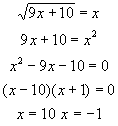 √(9x + 10) = x
9x + 10 = x²
x² − 9x − 10 = 0
(x − 10)(x + 1) = 0
x = 10 x = −1